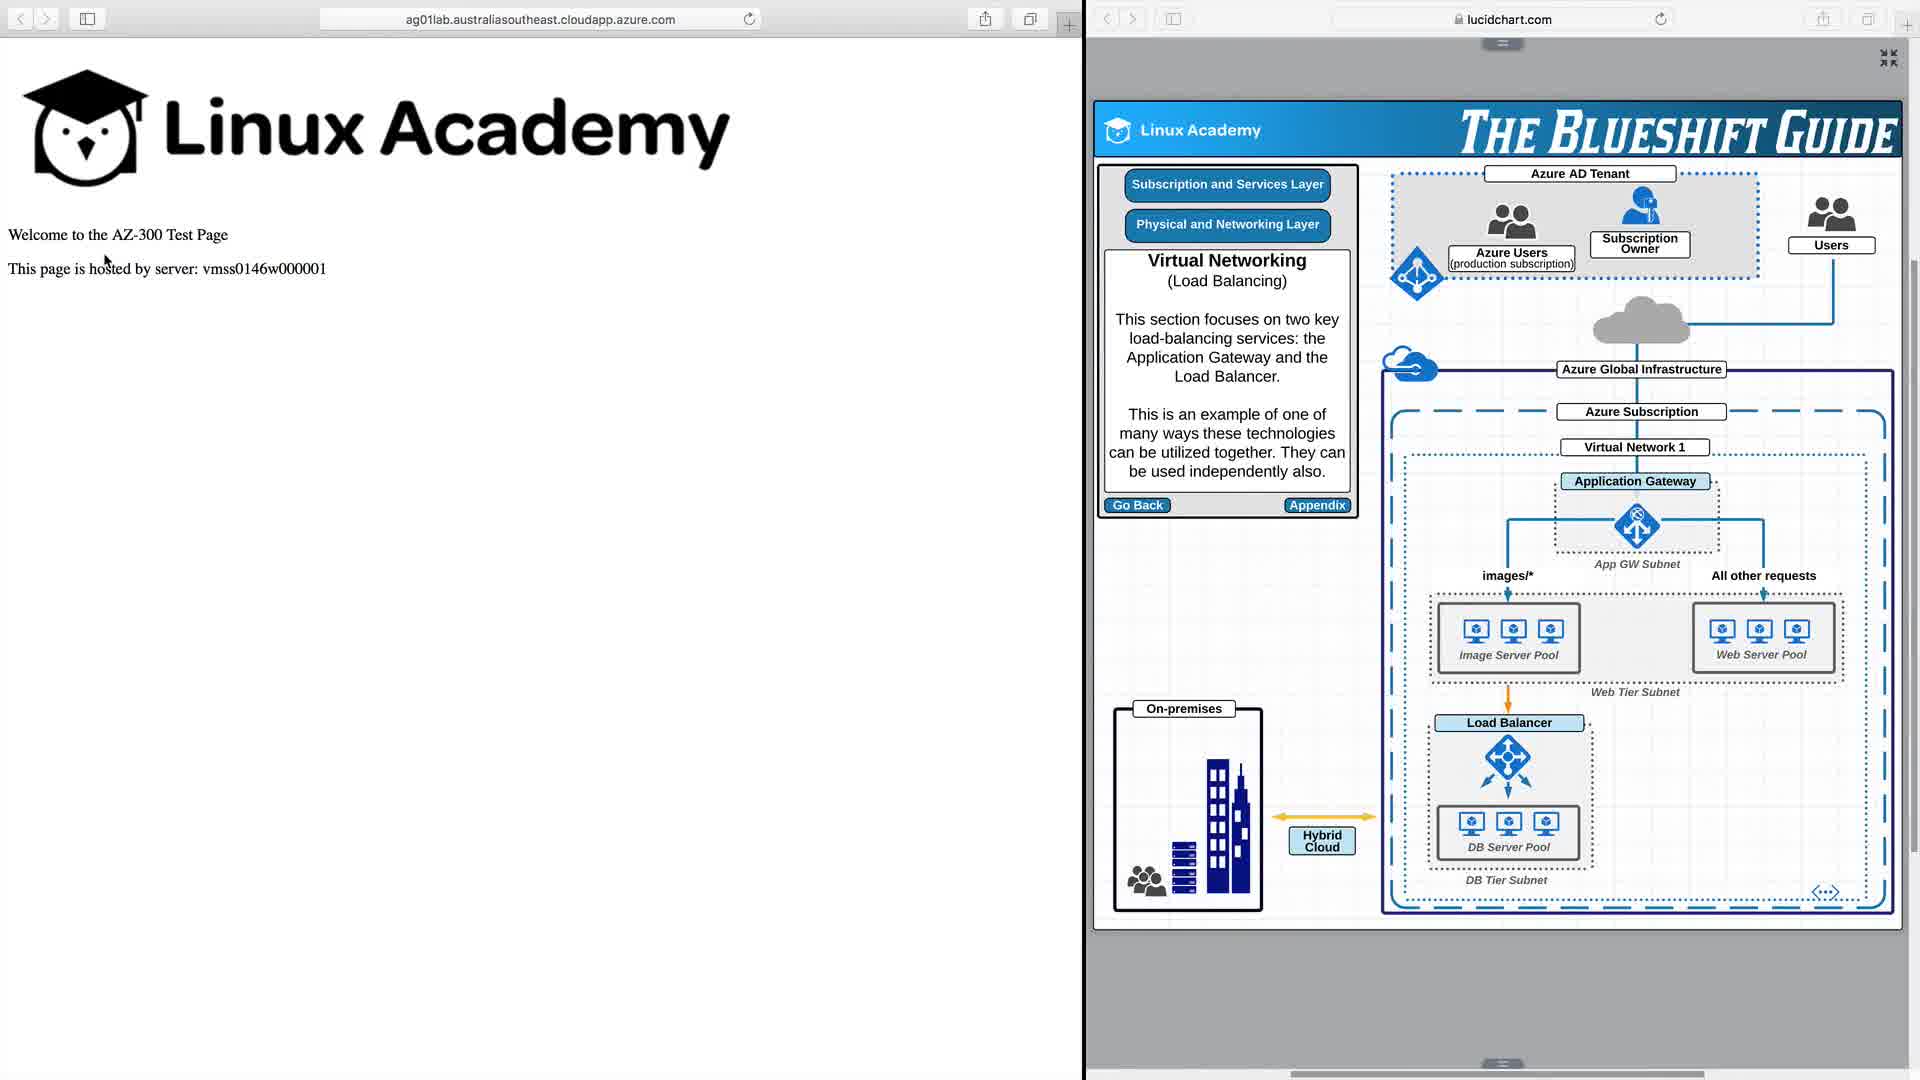 ag01lab.australiasoutheast.cloudapp.azure.com
Linux Academy
Welcome to the AZ-300 Test Page
This page is hosted by server: vmss0146w000001
lucidchart.com
Linux Academy
THE BLUESHIFT GUIDE
Subscription and Services Layer
Physical and Networking Layer
Virtual Networking
(Load Balancing)
This section focuses on two key
load-balancing services: the
Application Gateway and the
Load Balancer.
This is an example of one of
many ways these technologies
can be utilized together. They can
be used independently also.
Go Back
Appendix
Azure AD Tenant
Azure Users
(production subscription)
Subscription
Owner
Users
Azure Global Infrastructure
Azure Subscription
Virtual Network 1
Application Gateway
App GW Subnet
images/*
All other requests
Image Server Pool
Web Server Pool
Web Tier Subnet
Load Balancer
DB Server Pool
DB Tier Subnet
On-premises
Hybrid
Cloud